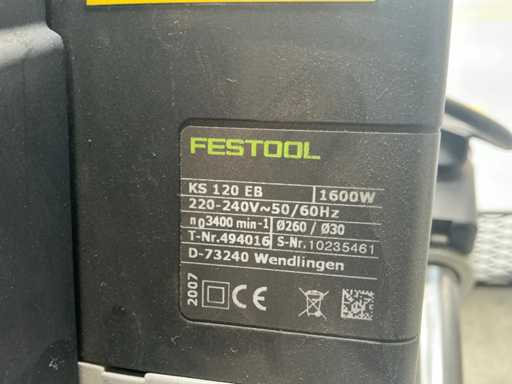 FESTOOL
KS 120 EB 1600W
220-240V~50/60Hz
n0 3400 min-1 Ø260 / Ø30
T-Nr.494016 S-Nr. 10235461
D-73240 Wendlingen
2007 CE